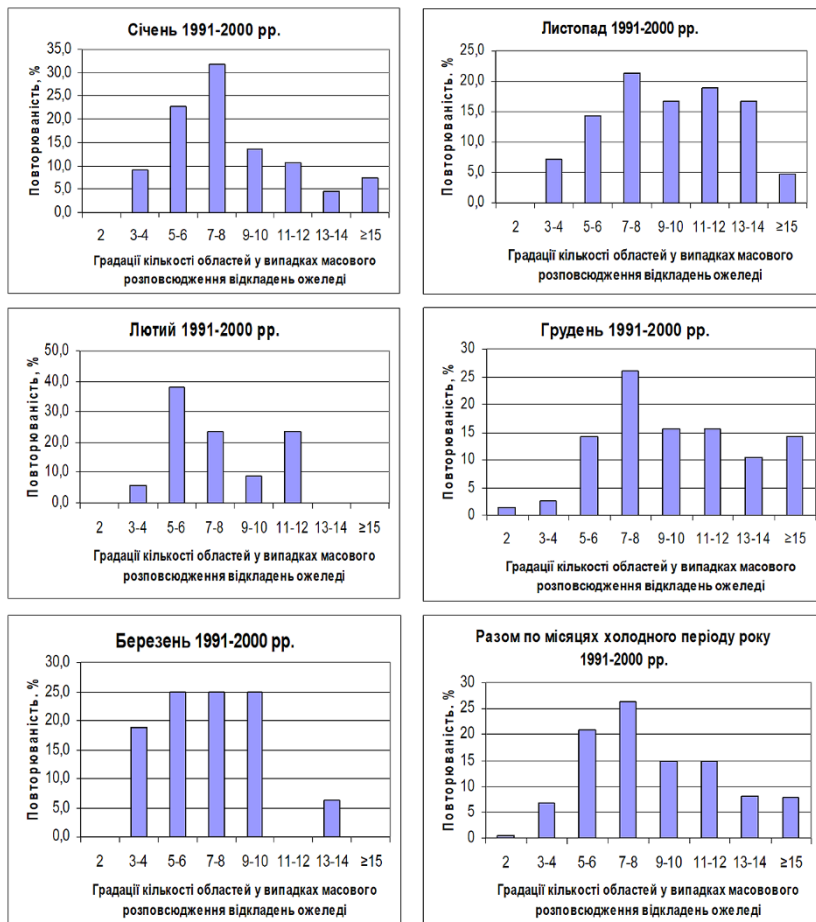 Січень 1991-2000 рр.
Повторюваність, %
35,0
30,0
25,0
20,0
15,0
10,0
5,0
0,0
2 3-4 5-6 7-8 9-10 11-12 13-14 ≥15
Градації кількості областей у випадках масового
розповсюдження відкладень ожеледі
Листопад 1991-2000 рр.
Повторюваність. %
25,0
20,0
15,0
10,0
5,0
0,0
2 3-4 5-6 7-8 9-10 11-12 13-14 ≥15
Градації кількості областей у випадках масового
розповсюдження відкладень ожеледі
Лютий 1991-2000 рр.
Повторюваність, %
50,0
40,0
30,0
20,0
10,0
0,0
2 3-4 5-6 7-8 9-10 11-12 13-14 ≥15
Градації кількості областей у випадках масового
розповсюдження відкладень ожеледі
Грудень 1991-2000 рр.
Повторюваність, %
30
25
20
15
10
5
0
2 3-4 5-6 7-8 9-10 11-12 13-14 ≥15
Градації кількості областей у випадках масового
розповсюдження відкладень ожеледі
Березень 1991-2000 рр.
Повторюваність. %
30,0
25,0
20,0
15,0
10,0
5,0
0,0
2 3-4 5-6 7-8 9-10 11-12 13-14 ≥15
Градації кількості областей у випадках масового
розповсюдження відкладень ожеледі
Разом по місяцях холодного періоду року
1991-2000 рр.
Повторюваність, %
30
25
20
15
10
5
0
2 3-4 5-6 7-8 9-10 11-12 13-14 ≥15
Градації кількості областей у випадках масовового
розповсюдження відкладень ожеледі